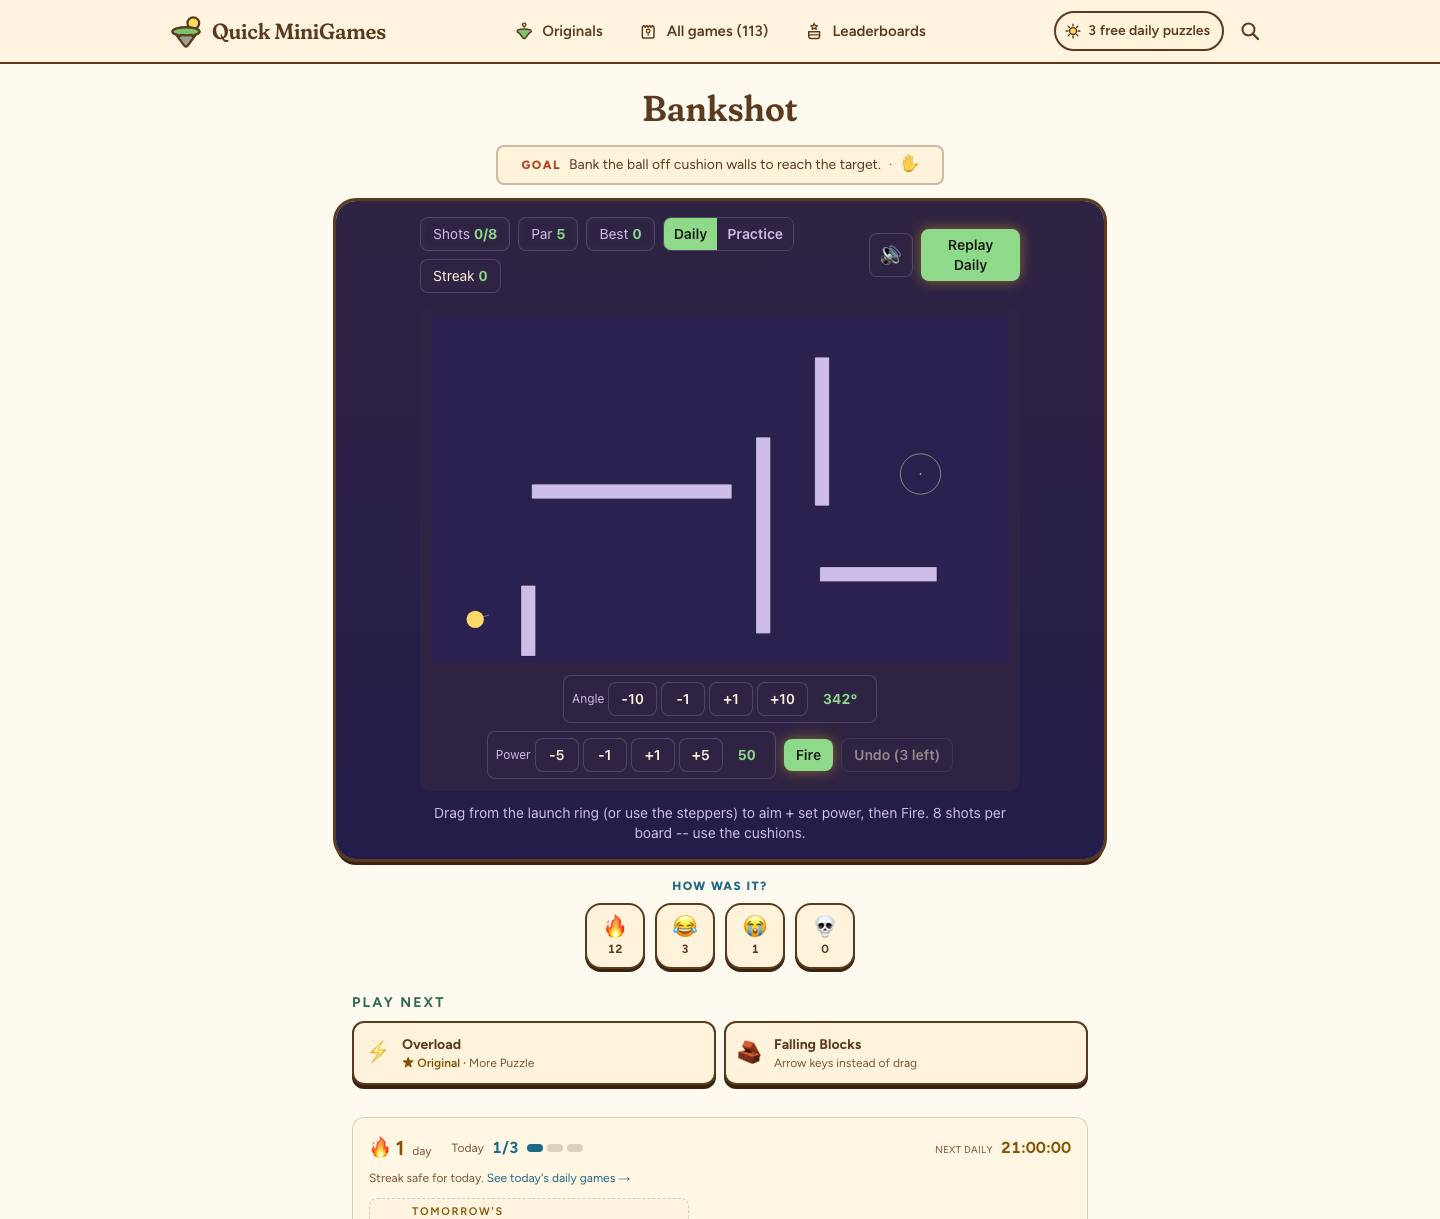 Quick MiniGames
Originals
All games (113)
Leaderboards
3 free daily puzzles
Bankshot
GOAL Bank the ball off cushion walls to reach the target. ·
Shots 0/8
Par 5
Best 0
Daily
Practice
Streak 0
Replay
Daily
Angle -10 -1 +1 +10 342°
Power -5 -1 +1 +5 50
Fire
Undo (3 left)
Drag from the launch ring (or use the steppers) to aim + set power, then Fire. 8 shots per
board -- use the cushions.
HOW WAS IT?
12
3
1
0
PLAY NEXT
Overload
Original · More Puzzle
Falling Blocks
Arrow keys instead of drag
1 day
Today 1/3
NEXT DAILY 21:00:00
Streak safe for today. See today's daily games →
TOMORROW'S